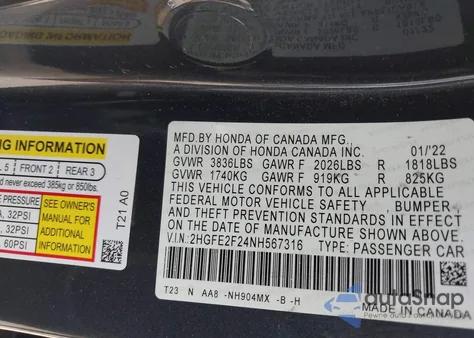 NG INFORMATION
L 5 | FRONT 2 | REAR 3
d never exceed 385kg or 850lbs.
E PRESSURE
A, 32PSI
A, 32PSI
, 60PSI
SEE OWNER'S
MANUAL FOR
ADDITIONAL
INFORMATION
T21 A0
MFD.BY HONDA OF CANADA MFG.,
A DIVISION OF HONDA CANADA INC. 01/'22
GVWR 3836LBS GAWR F 2026LBS R 1818LBS
GVWR 1740KG GAWR F 919KG R 825KG
THIS VEHICLE CONFORMS TO ALL APPLICABLE
FEDERAL MOTOR VEHICLE SAFETY , BUMPER ,
AND THEFT PREVENTION STANDARDS IN EFFECT
ON THE DATE OF MANUFACTURE SHOWN ABOVE.
V.I.N: 2HGFE2F24NH567316 TYPE: PASSENGER CAR
T23 N AA8 -NH904MX -B -H
MADE IN CANADA
autoSnap